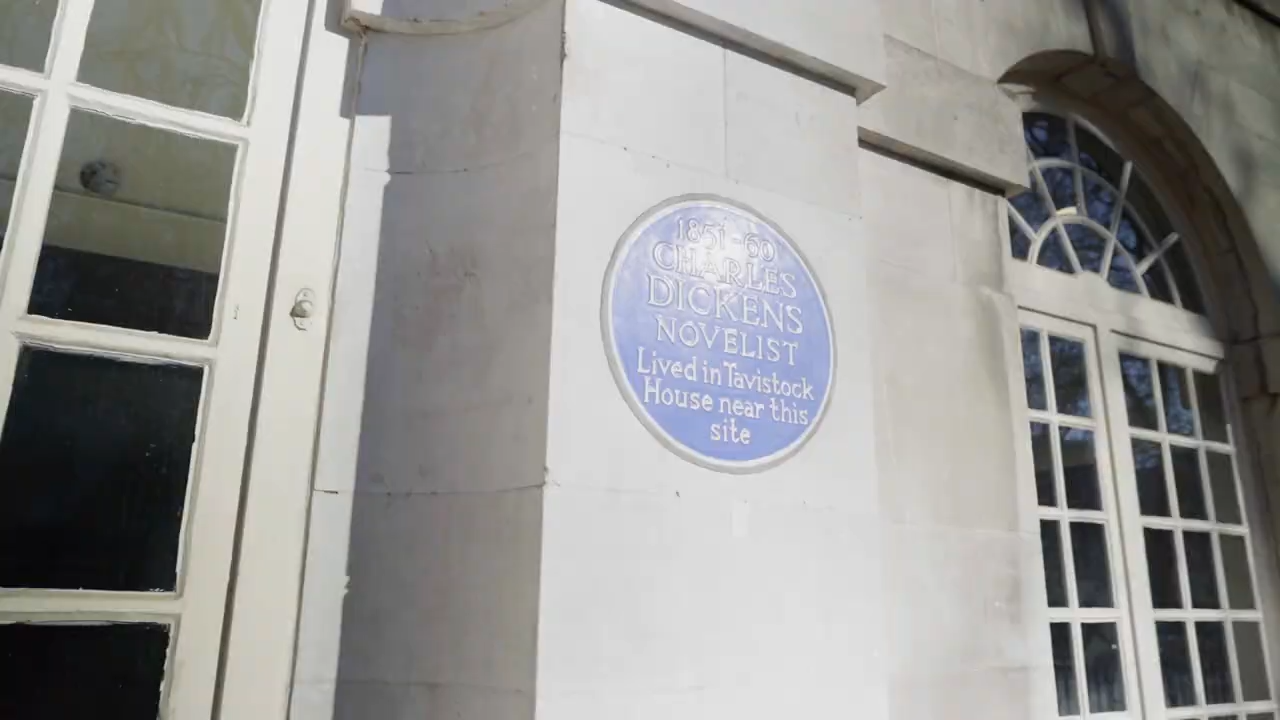 1851-60
CHARLES
DICKENS
NOVELIST
Lived in Tavistock
House near this
site